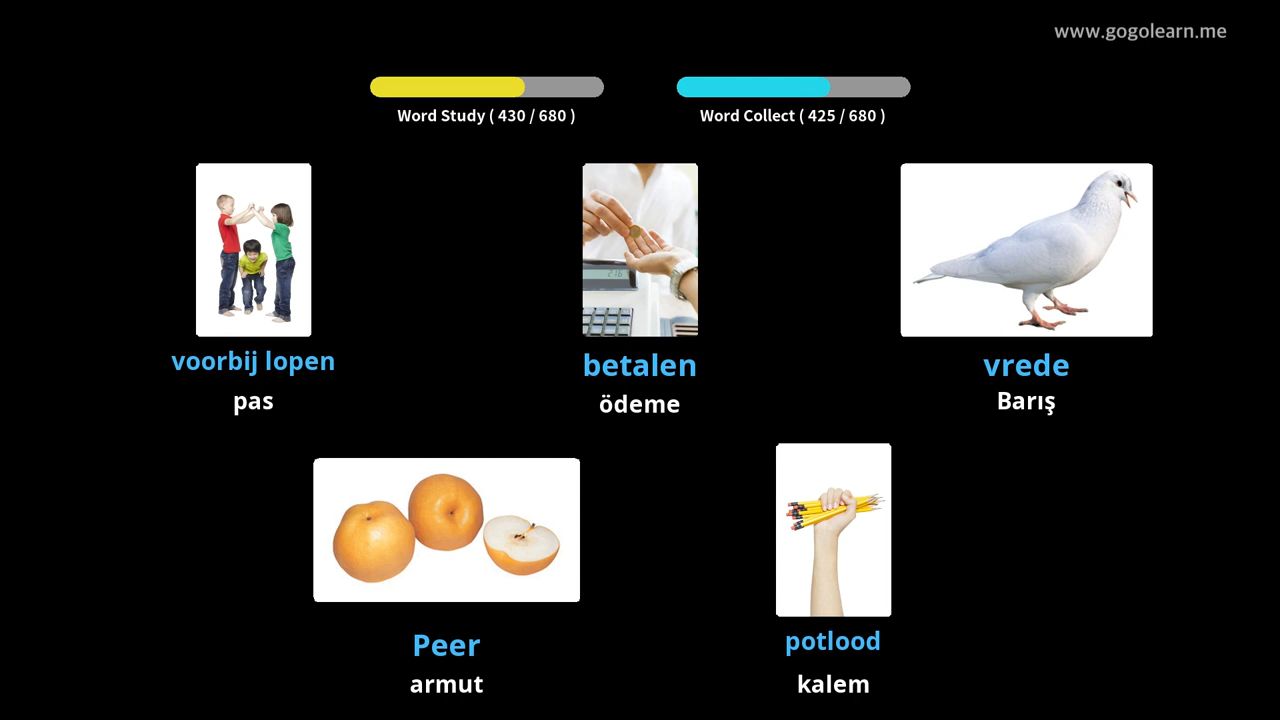 www.gogolearn.me
Word Study ( 430 / 680 )
Word Collect ( 425 / 680 )
voorbij lopen
pas
betalen
ödeme
vrede
Barış
Peer
armut
potlood
kalem